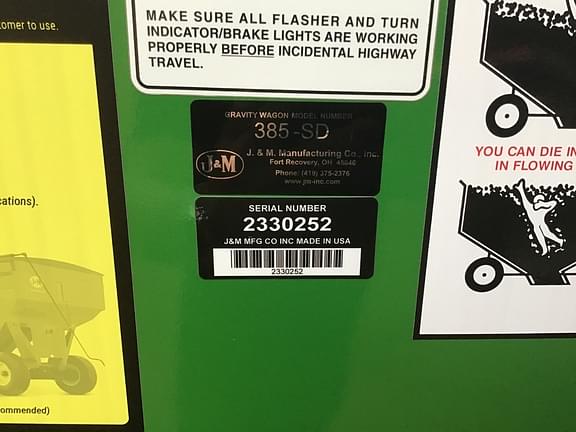 MAKE SURE ALL FLASHER AND TURN
INDICATOR/BRAKE LIGHTS ARE WORKING
PROPERLY BEFORE INCIDENTAL HIGHWAY
TRAVEL.
omer to use.
cations).
ommended)
GRAVITY WAGON MODEL NUMBER
385-SD
J&M
J. & M. Manufacturing Co., Inc.
Fort Recovery, OH 45846
Phone: (419) 375-2376
www.jm-inc.com
SERIAL NUMBER
2330252
J&M MFG CO INC MADE IN USA
2330252
YOU CAN DIE IN
IN FLOWING